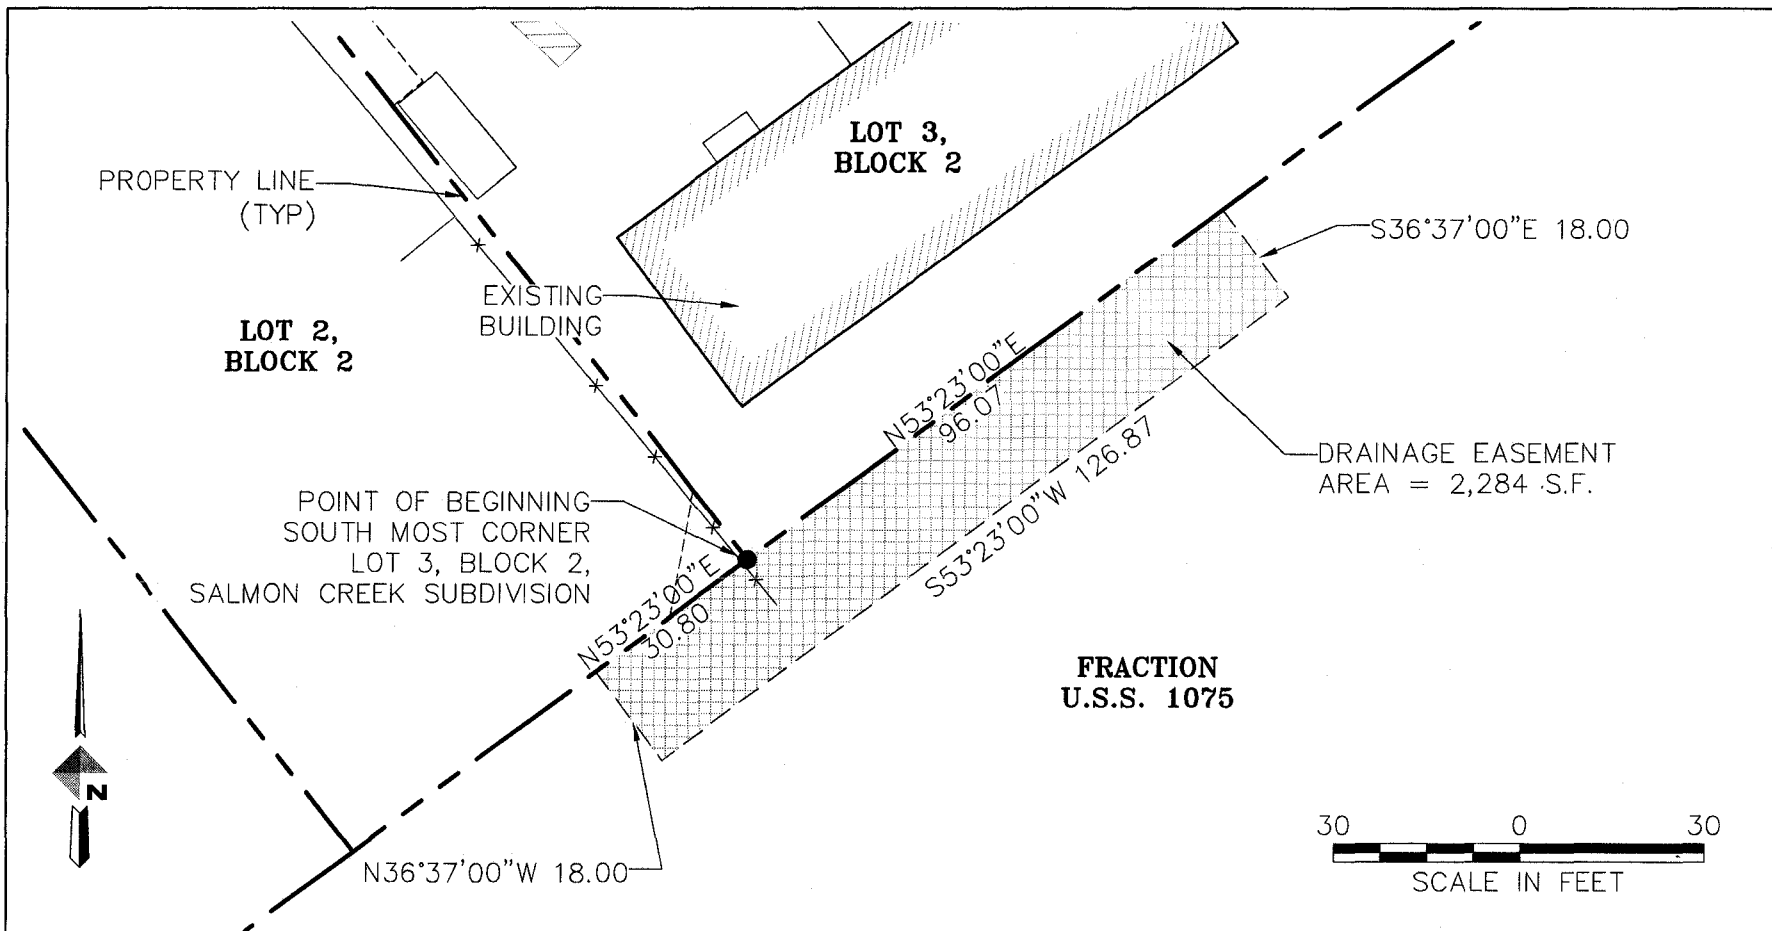 LOT 3,
BLOCK 2
PROPERTY LINE
(TYP)
S36°37'00"E 18.00
EXISTING
BUILDING
LOT 2,
BLOCK 2
N53°23'00"E
96.07
S53°23'00"W 126.87
DRAINAGE EASEMENT
AREA = 2,284 S.F.
POINT OF BEGINNING
SOUTH MOST CORNER
LOT 3, BLOCK 2,
SALMON CREEK SUBDIVISION
N53°23'00"E
30.80
FRACTION
U.S.S. 1075
N
N36°37'00"W 18.00
30 0 30
SCALE IN FEET